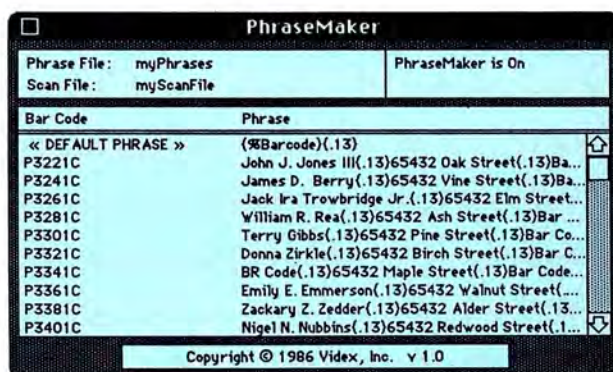 PhraseMaker
Phrase File: myPhrases
Scan File: myScanFile
PhraseMaker is On
Bar Code Phrase
« DEFAULT PHRASE » {%Barcode}{.13}
P3221C John J. Jones III{.13}65432 Oak Street{.13}Ba...
P3241C James D. Berry{.13}65432 Vine Street{.13}Ba...
P3261C Jack Ira Trowbridge Jr.{.13}65432 Elm Street...
P3281C William R. Rea{.13}65432 Ash Street{.13}Bar ...
P3301C Terry Gibbs{.13}65432 Pine Street{.13}Bar Co...
P3321C Donna Zirkle{.13}65432 Birch Street{.13}Bar C...
P3341C BR Code{.13}65432 Maple Street{.13}Bar Code...
P3361C Emily E. Emmerson{.13}65432 Walnut Street{....
P3381C Zackary Z. Zedder{.13}65432 Alder Street{.13...
P3401C Nigel N. Nubbins{.13}65432 Redwood Street{.1...
Copyright © 1986 Videx, Inc. v 1.0